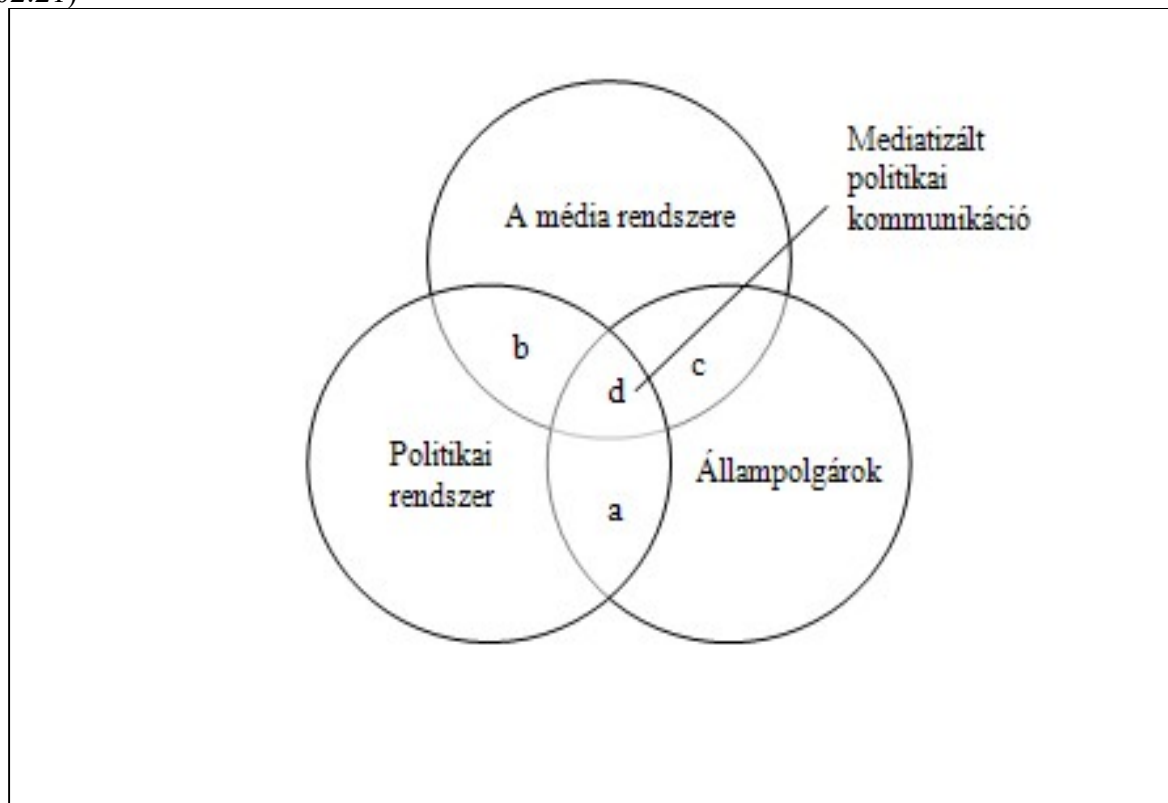 A média rendszere
Mediatizált
politikai
kommunikáció
b
c
d
Politikai
rendszer
Állampolgárok
a